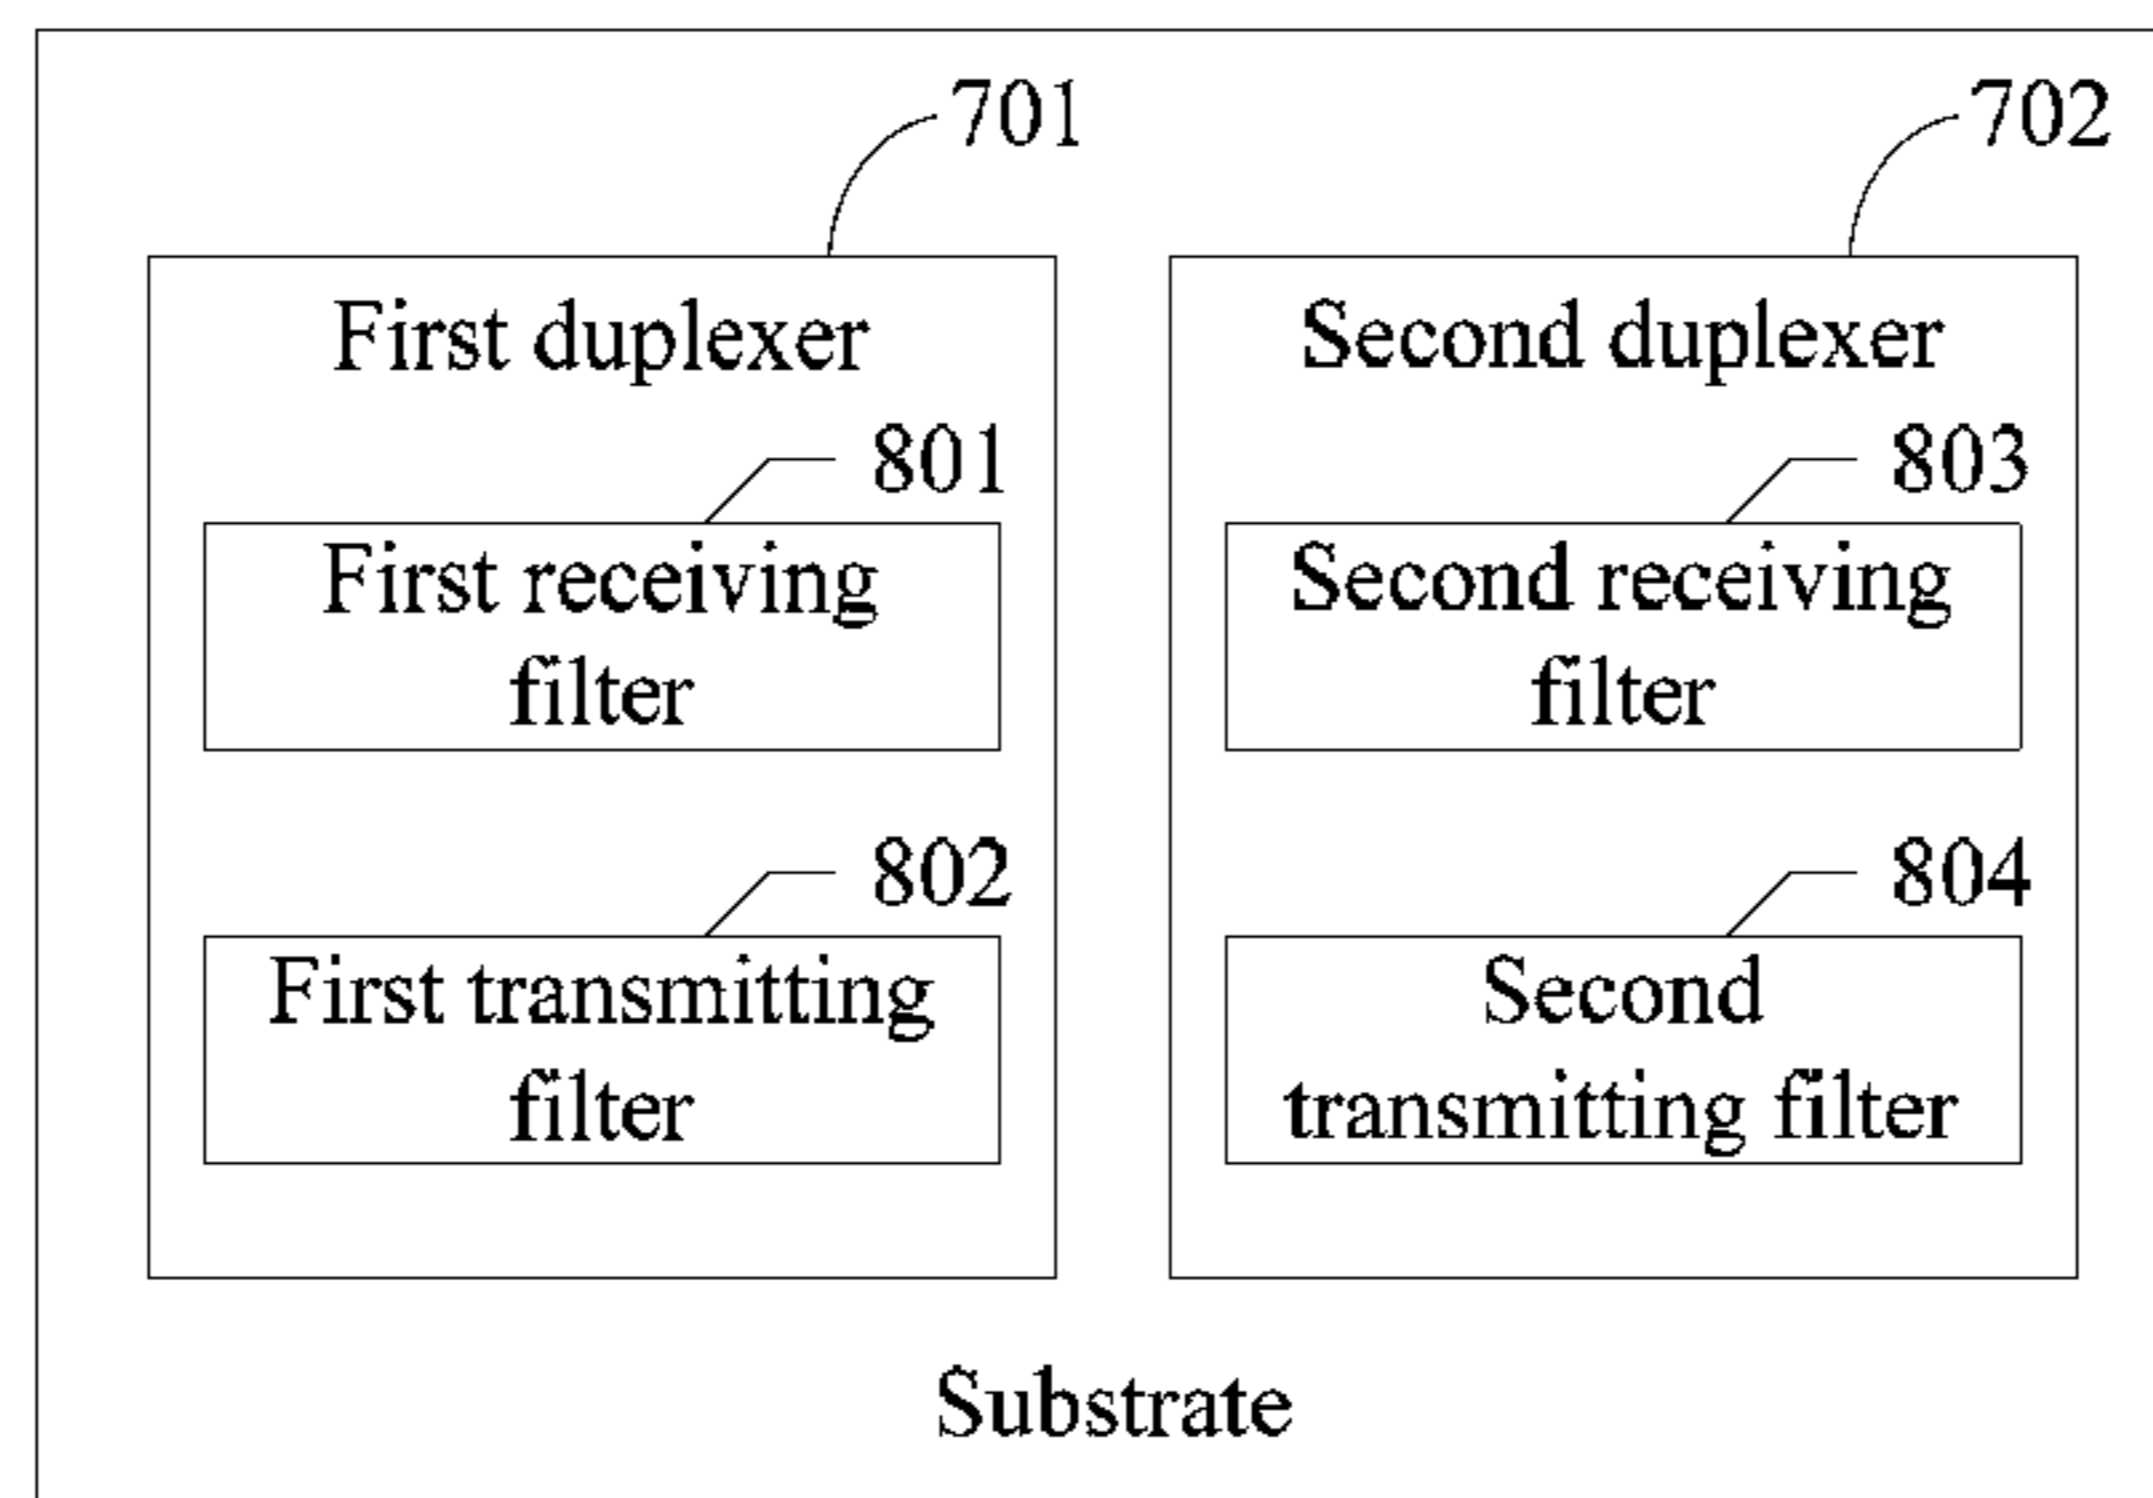 701
702
First duplexer
801
First receiving
filter
802
First transmitting
filter
Second duplexer
803
Second receiving
filter
804
Second
transmitting filter
Substrate